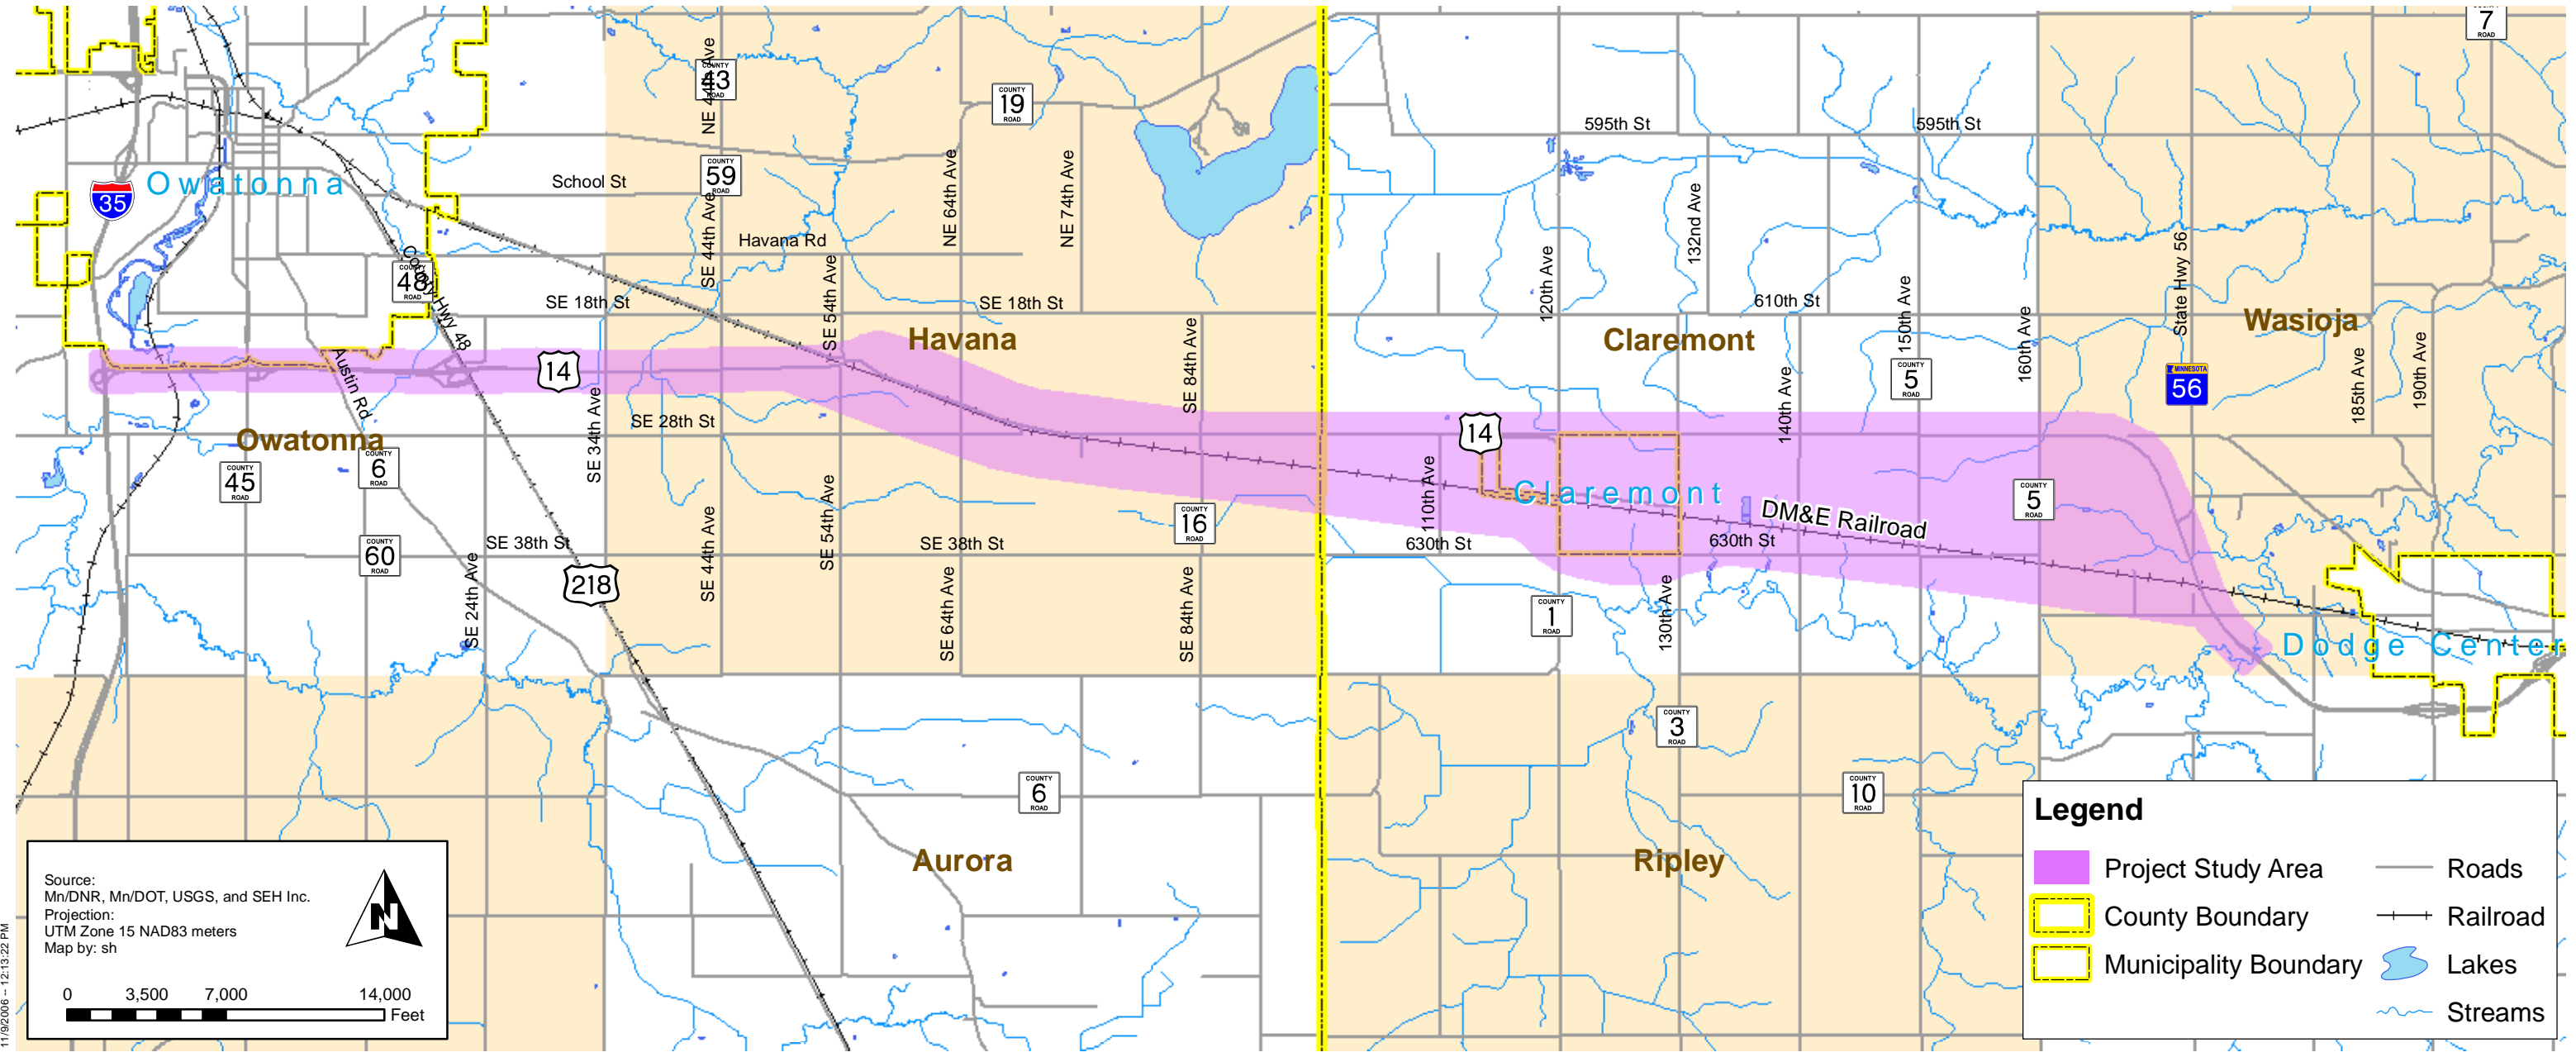 COUNTY
7
ROAD
NE 44th Ave
COUNTY
43
ROAD
COUNTY
19
ROAD
595th St
595th St
35
Owatonna
School St
COUNTY
59
ROAD
NE 64th Ave
NE 74th Ave
132nd Ave
SE 44th Ave
Havana Rd
County Hwy 48
COUNTY
48
ROAD
SE 18th St
SE 54th Ave
SE 18th St
120th Ave
610th St
150th Ave
160th Ave
State Hwy 56
Wasioja
Havana
SE 84th Ave
Claremont
185th Ave
190th Ave
Austin Rd
14
SE 34th Ave
SE 28th St
140th Ave
COUNTY
5
ROAD
MINNESOTA
56
Owatonna
14
COUNTY
45
ROAD
COUNTY
6
ROAD
110th Ave
Claremont
DM&E Railroad
COUNTY
5
ROAD
COUNTY
16
ROAD
COUNTY
60
ROAD
SE 38th St
SE 44th Ave
SE 54th Ave
SE 38th St
630th St
630th St
SE 24th Ave
218
SE 64th Ave
SE 84th Ave
COUNTY
1
ROAD
130th Ave
Dodge Center
COUNTY
3
ROAD
COUNTY
6
ROAD
COUNTY
10
ROAD
Aurora
Ripley
Legend
Project Study Area
County Boundary
Municipality Boundary
Roads
Railroad
Lakes
Streams
Source:
Mn/DNR, Mn/DOT, USGS, and SEH Inc.
Projection:
UTM Zone 15 NAD83 meters
Map by: sh
N
0 3,500 7,000 14,000
Feet
11/9/2006 -- 12:13:22 PM